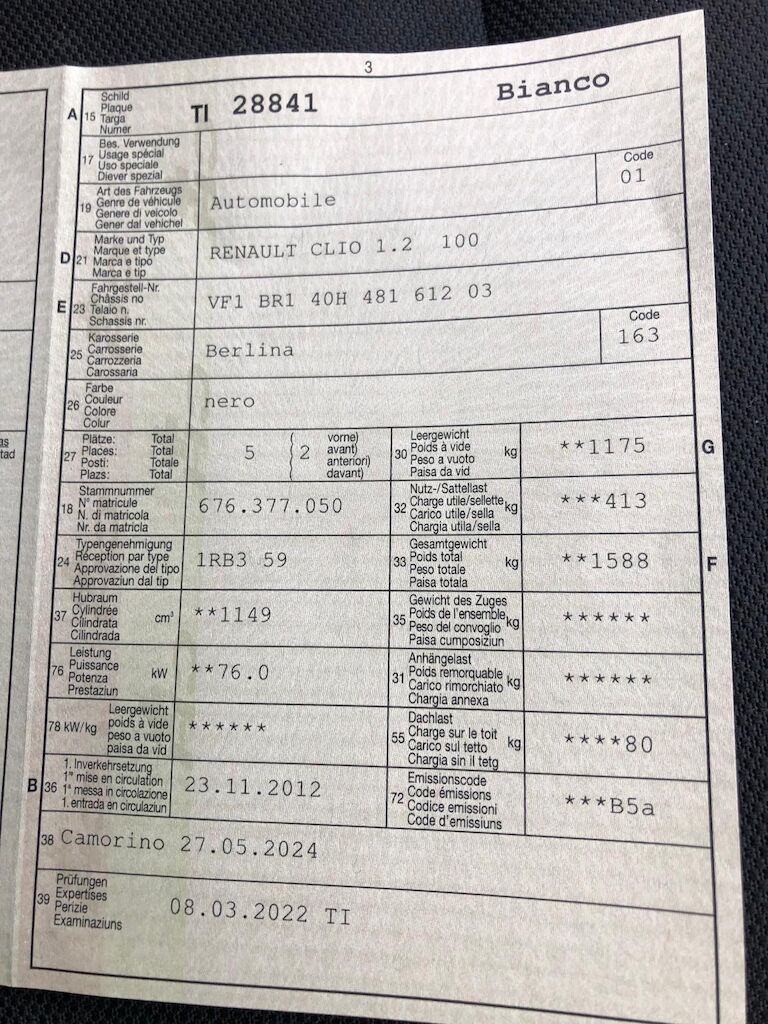 3
A 15 Schild
Plaque
Targa
Numer
TI 28841 Bianco
17 Bes. Verwendung
Usage spécial
Uso speciale
Diever spezial
19 Art des Fahrzeugs
Genre de véhicule
Genere di veicolo
Gener dal vehichel
Automobile
Code
01
D 21 Marke und Typ
Marque et type
Marca e tipo
Marca e tip
RENAULT CLIO 1.2 100
E 23 Fahrgestell-Nr.
Châssis no
Telaio n.
Schassis nr.
VF1 BR1 40H 481 612 03
25 Karosserie
Carrosserie
Carrozzeria
Carossaria
Berlina
Code
163
26 Farbe
Couleur
Colore
Colur
nero
27 Plätze: Total
Places: Total
Posti: Totale
Plazs: Total
5 ( 2 vorne)
avant)
anteriori)
davant)
30 Leergewicht
Poids à vide
Peso a vuoto
Paisa da vid
kg
**1175
G
as
tad
18 Stammnummer
N° matricule
N. di matricola
Nr. da matricla
676.377.050
32 Nutz-/Sattellast
Charge utile/sellette
Carico utile/sella
Chargia utila/sella
kg
***413
24 Typengenehmigung
Réception par type
Approvazione del tipo
Approvaziun dal tip
1RB3 59
33 Gesamtgewicht
Poids total
Peso totale
Paisa totala
kg
**1588
F
37 Hubraum
Cylindrée
Cilindrata
Cilindrada
cm³
**1149
35 Gewicht des Zuges
Poids de l'ensemble
Peso del convoglio
Paisa cumposiziun
kg
******
76 Leistung
Puissance
Potenza
Prestaziun
kW
**76.0
31 Anhängelast
Poids remorquable
Carico rimorchiato
Chargia annexa
kg
******
78 kW/kg Leergewicht
poids à vide
peso a vuoto
paisa da vid
******
55 Dachlast
Charge sur le toit
Carico sul tetto
Chargia sin il tetg
kg
****80
B 36 1. Inverkehrsetzung
1re mise en circulation
1a messa in circolazione
1. entrada en circulaziun
23.11.2012
72 Emissionscode
Code émissions
Codice emissioni
Code d'emissiuns
***B5a
38 Camorino 27.05.2024
39 Prüfungen
Expertises
Perizie
Examinaziuns
08.03.2022 TI